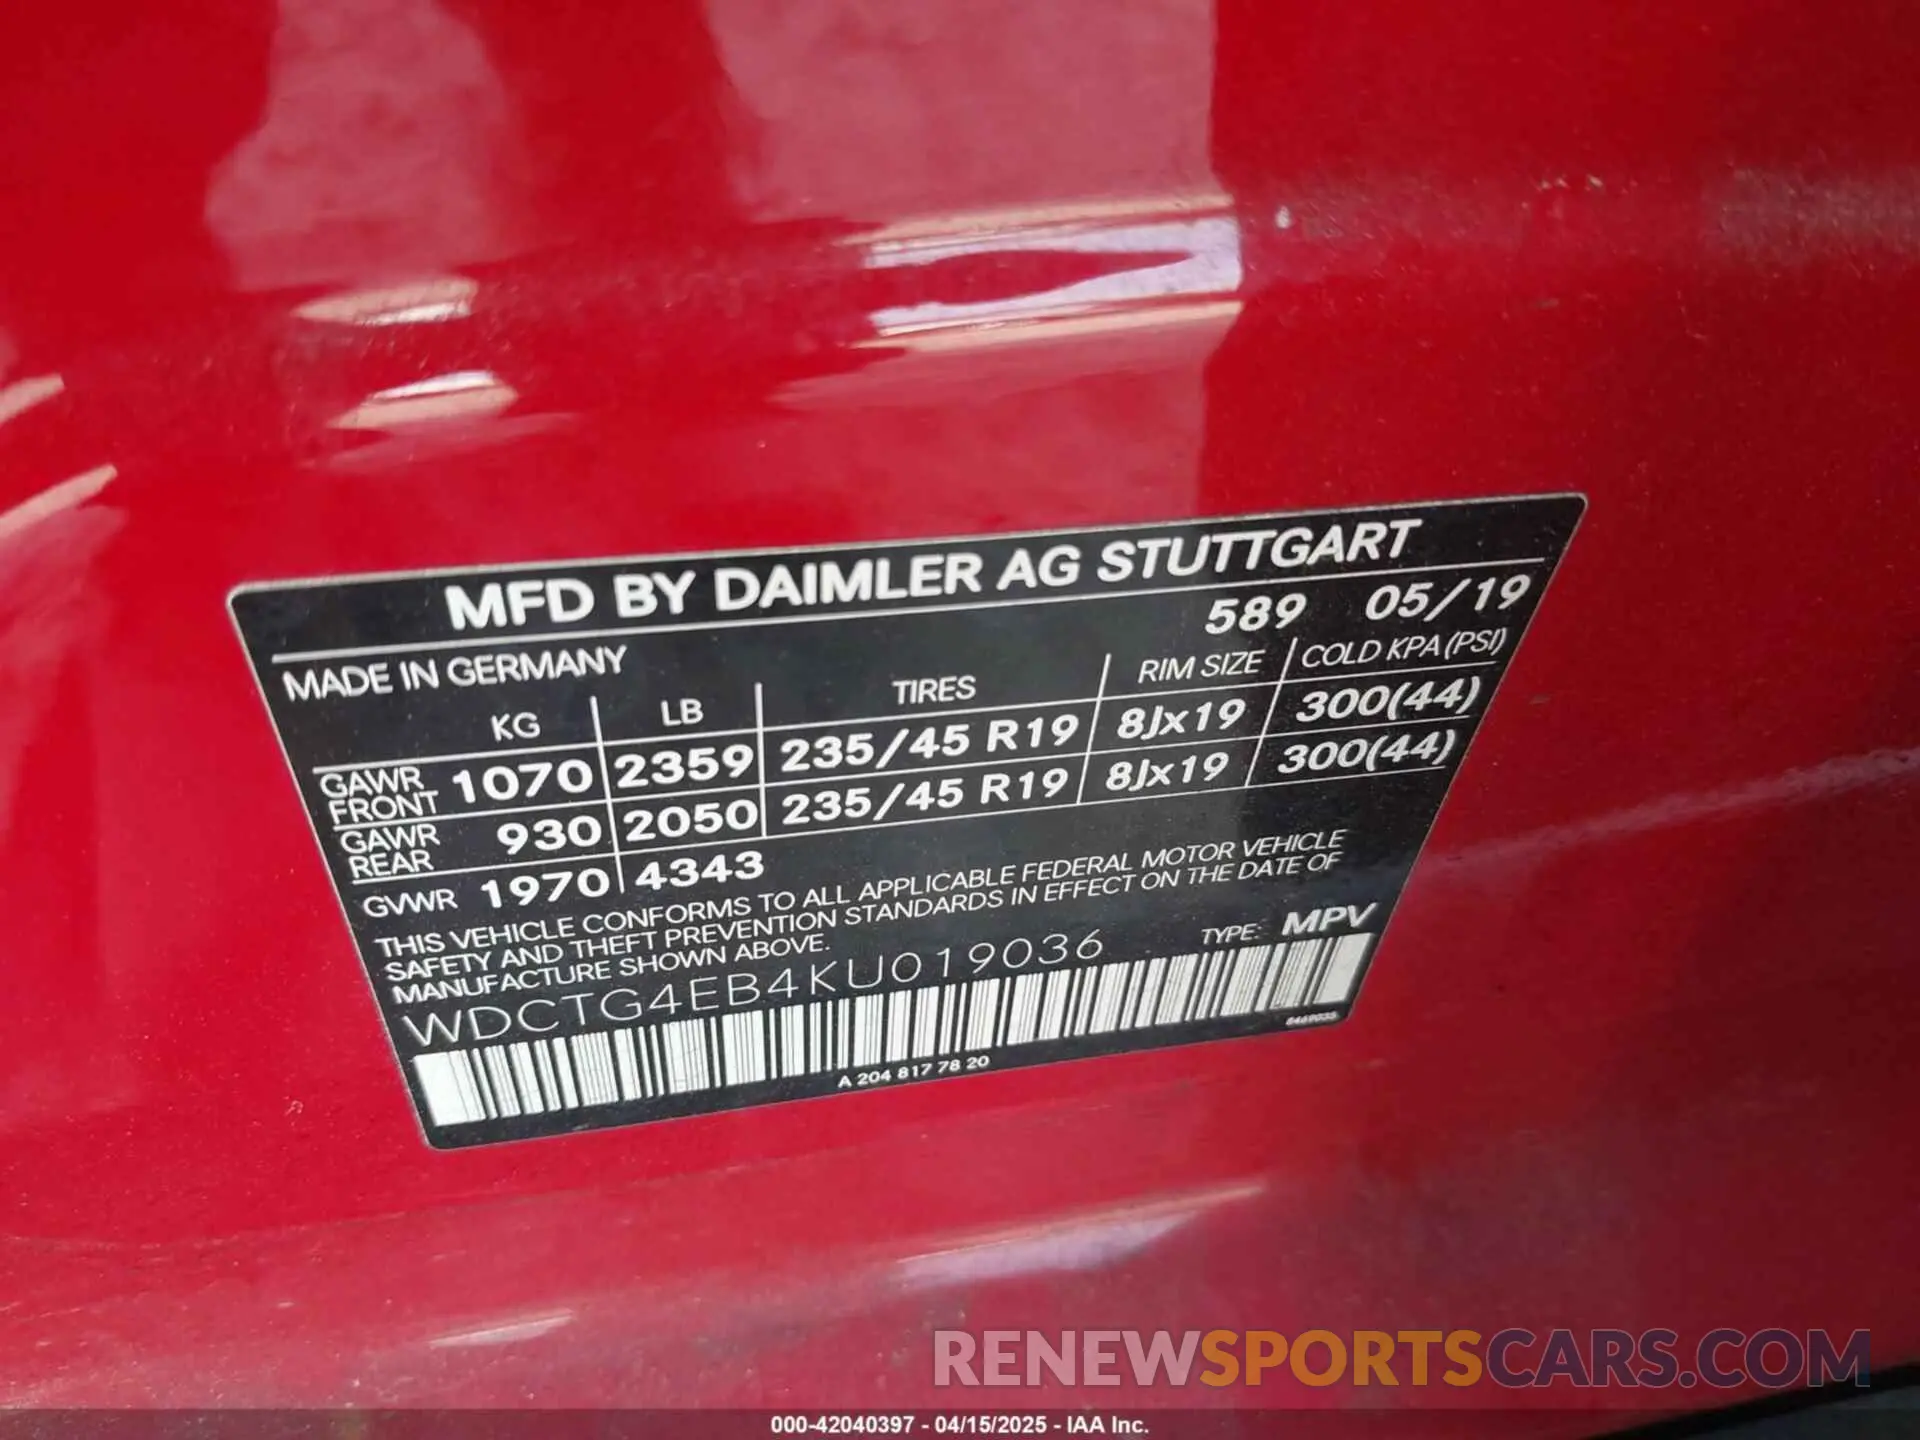 MFD BY DAIMLER AG STUTTGART
589 05/19
MADE IN GERMANY
KG LB TIRES RIM SIZE COLD KPA (PSI)
GAWR FRONT 1070 2359 235/45 R19 8Jx19 300(44)
GAWR REAR 930 2050 235/45 R19 8Jx19 300(44)
GVWR 1970 4343
THIS VEHICLE CONFORMS TO ALL APPLICABLE FEDERAL MOTOR VEHICLE
SAFETY AND THEFT PREVENTION STANDARDS IN EFFECT ON THE DATE OF
MANUFACTURE SHOWN ABOVE.
TYPE: MPV
WDCTG4EB4KU019036
A 204 817 78 20
RENEWSPORTSCARS.COM
000-42040397 - 04/15/2025 - IAA Inc.